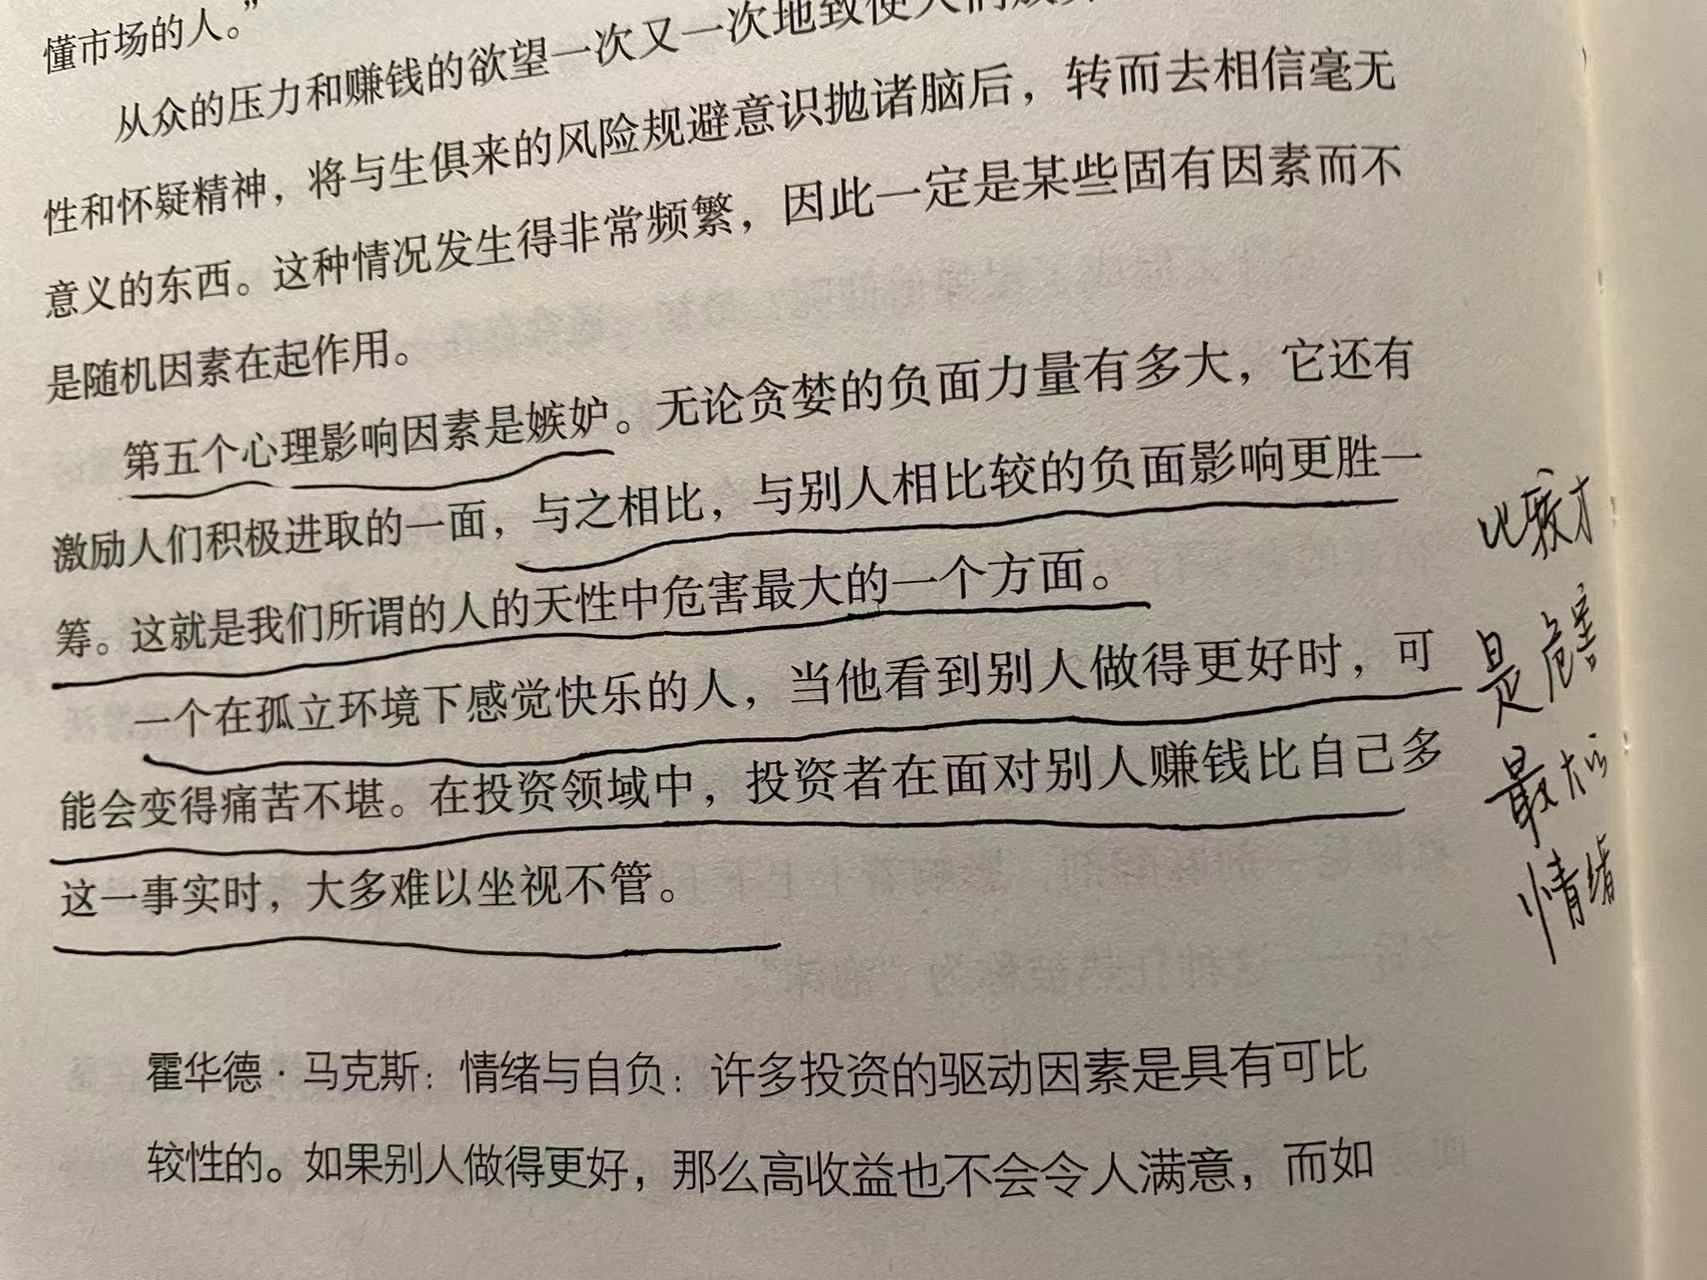 懂市场的人。”
从众的压力和赚钱的欲望一次又一次地致使人们放弃
性和怀疑精神，将与生俱来的风险规避意识抛诸脑后，转而去相信毫无
意义的东西。这种情况发生得非常频繁，因此一定是某些固有因素而不
是随机因素在起作用。
第五个心理影响因素是嫉妒。无论贪婪的负面力量有多大，它还有
激励人们积极进取的一面，与之相比，与别人相比较的负面影响更胜一
筹。这就是我们所谓的人的天性中危害最大的一个方面。
一个在孤立环境下感觉快乐的人，当他看到别人做得更好时，可
能会变得痛苦不堪。在投资领域中，投资者在面对别人赚钱比自己多
这一事实时，大多难以坐视不管。
霍华德·马克斯：情绪与自负：许多投资的驱动因素是具有可比
较性的。如果别人做得更好，那么高收益也不会令人满意，而如
比较才
是危害
最大的
情绪